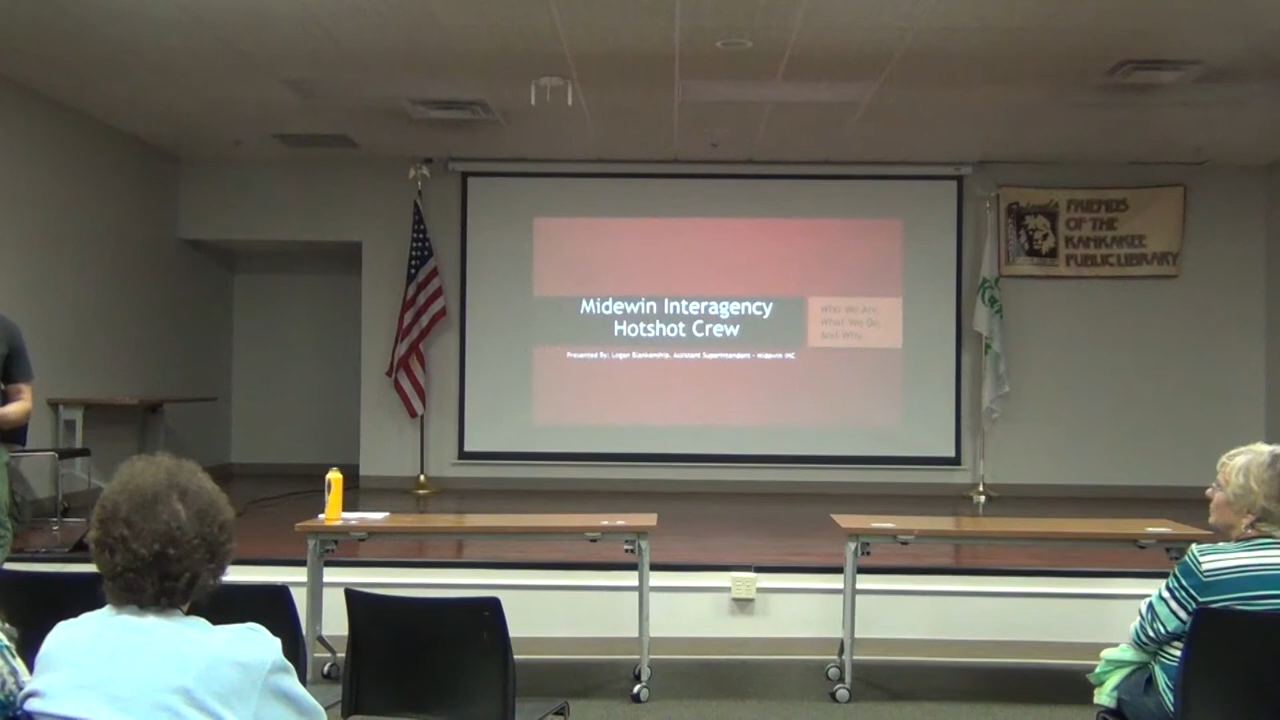 Midewin Interagency
Hotshot Crew
Who We Are,
What We Do,
And Why
Presented By: Logan Blankenship, Assistant Superintendent - Midewin IHC
Friends
FRIENDS
OF THE
KANKAKEE
PUBLIC LIBRARY